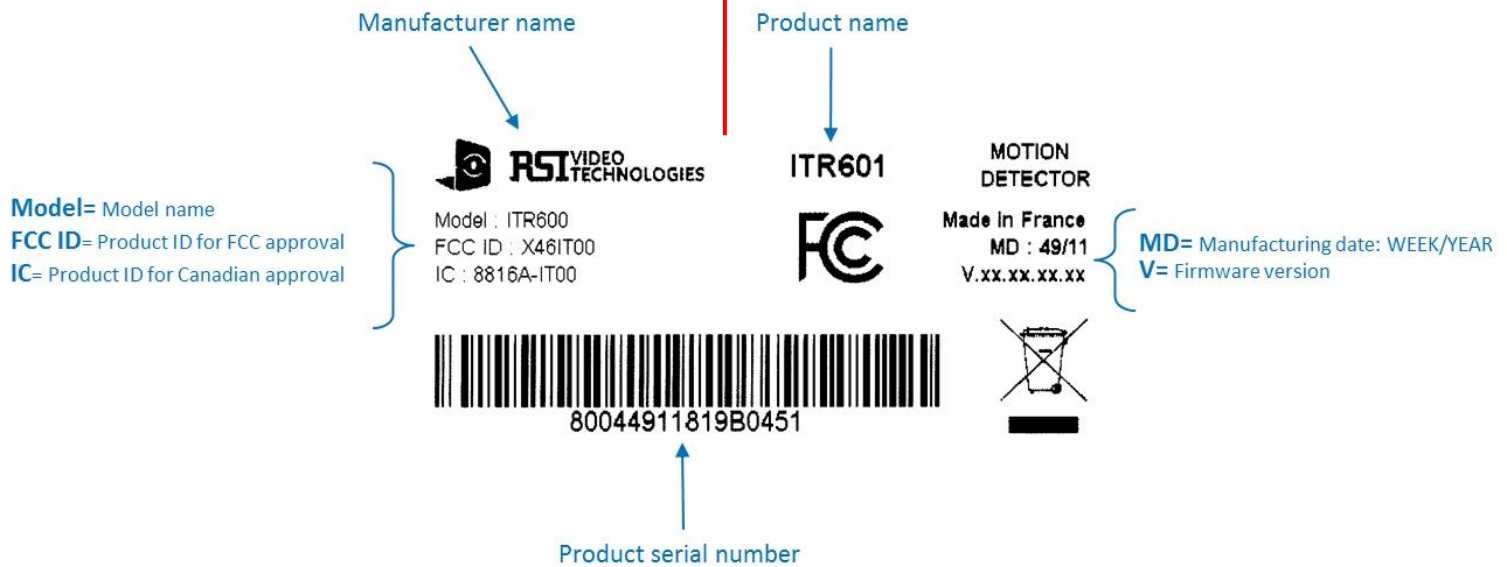 Manufacturer name
Product name
RSI VIDEO TECHNOLOGIES
ITR601
MOTION
DETECTOR
Model= Model name
FCC ID= Product ID for FCC approval
IC= Product ID for Canadian approval
Model : ITR600
FCC ID : X46IT00
IC : 8816A-IT00
FC
Made in France
MD : 49/11
V.xx.xx.xx.xx
MD= Manufacturing date: WEEK/YEAR
V= Firmware version
80044911819B0451
Product serial number